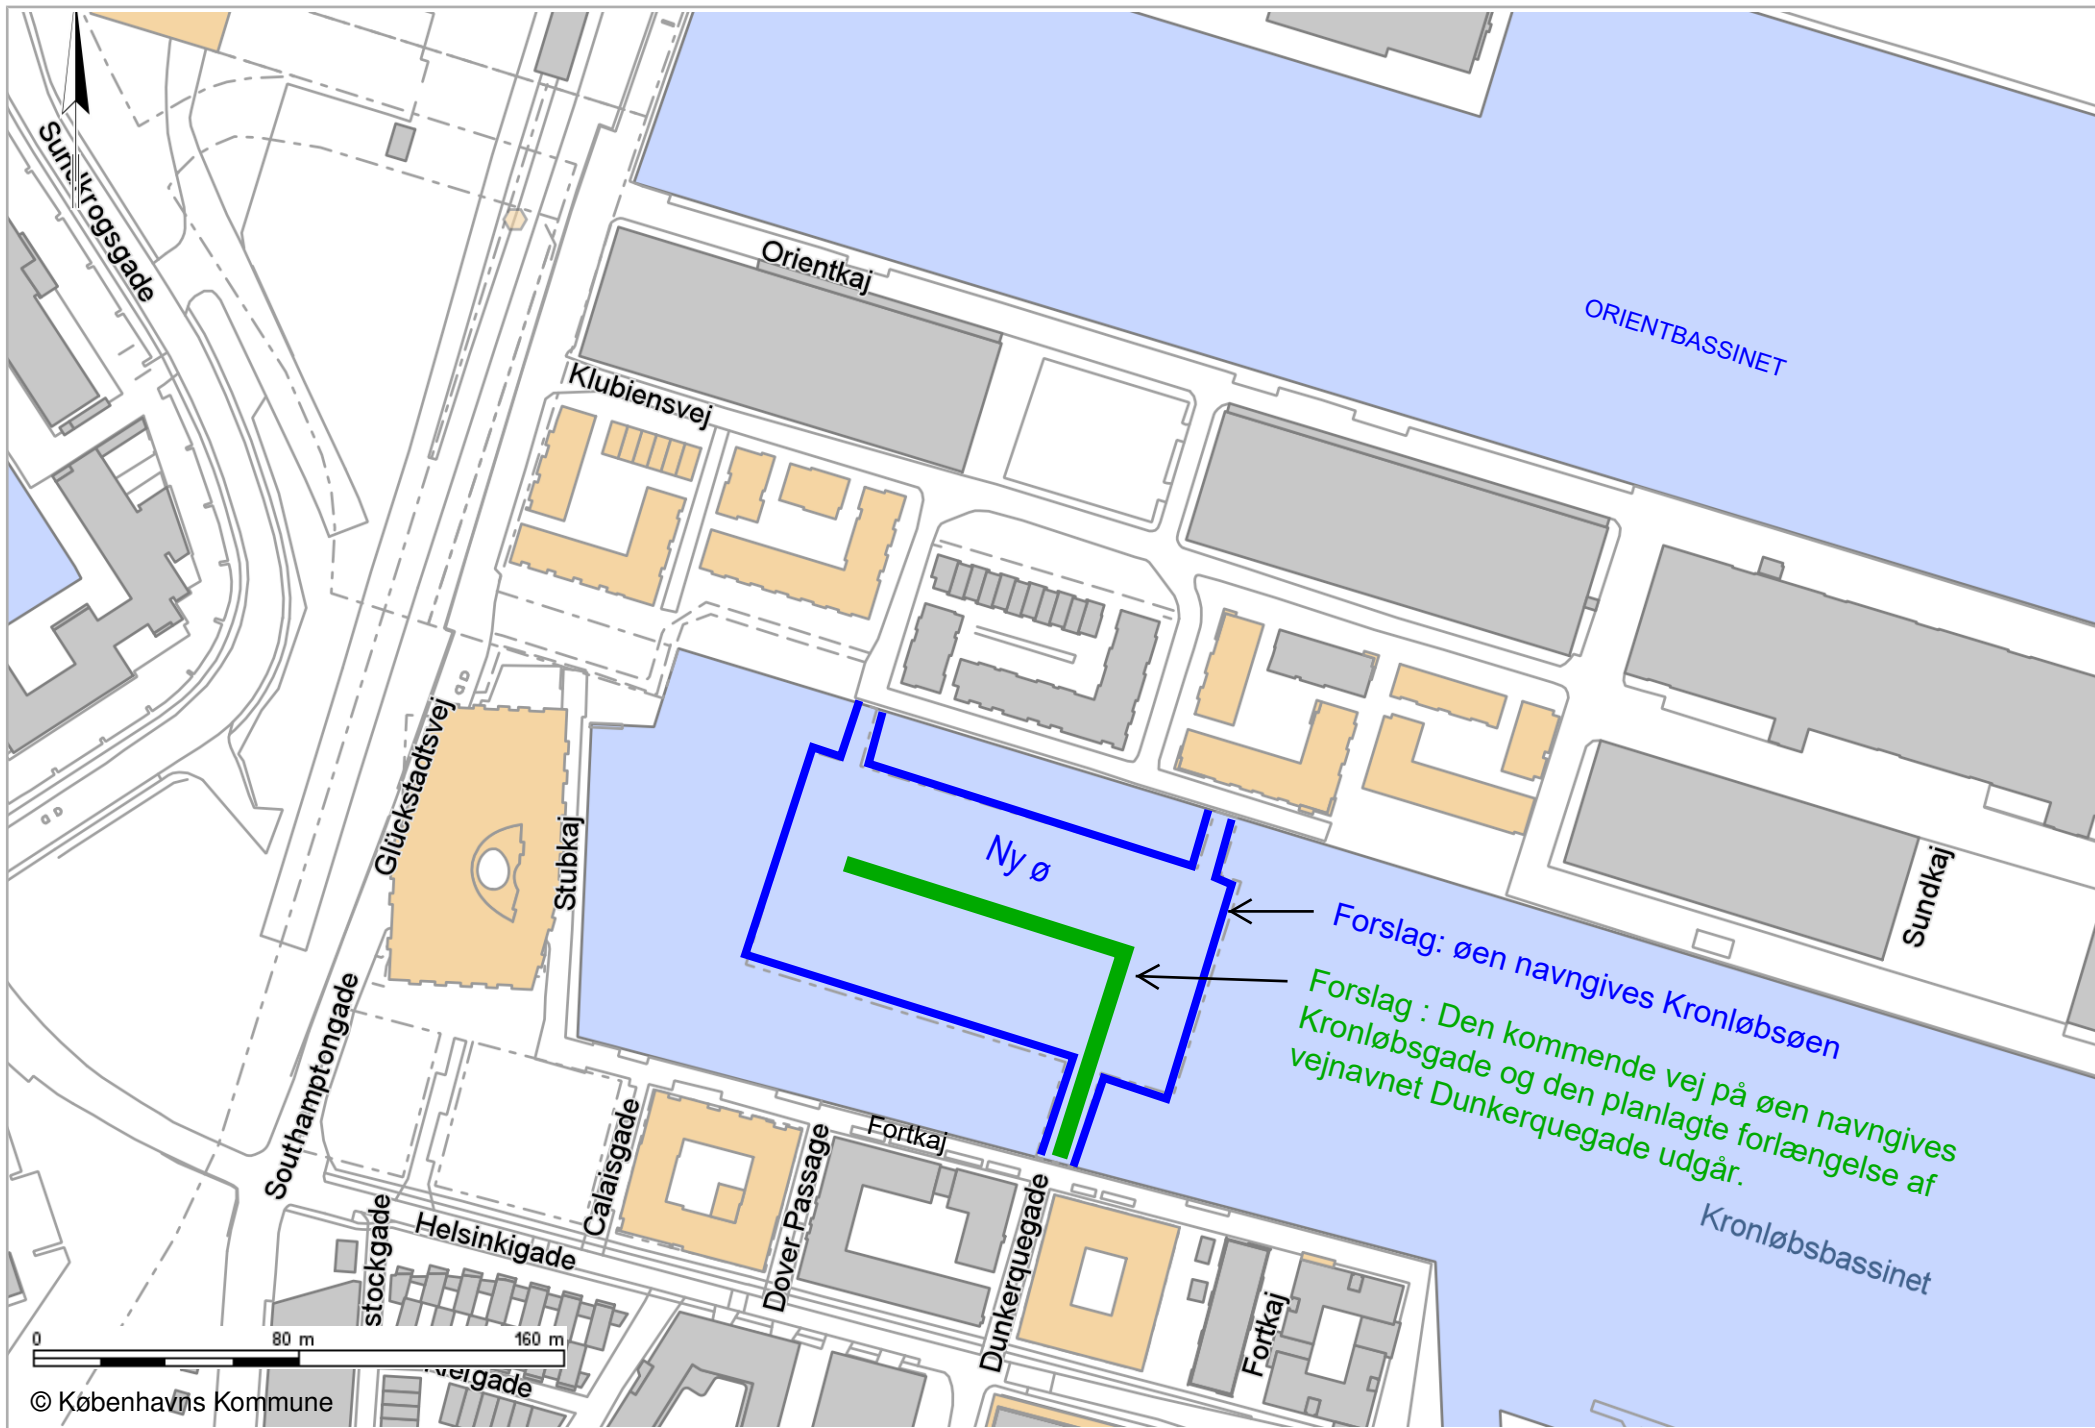 Sundkrogsgade
Orientkaj
ORIENTBASSINET
Klubiensvej
Glückstadtsvej
Stubkaj
Ny ø
Sundkaj
Forslag: øen navngives Kronløbsøen
Forslag : Den kommende vej på øen navngives
Kronløbsgade og den planlagte forlængelse af
vejnavnet Dunkerquegade udgår.
Kronløbsbassinet
Southamptongade
Calaisgade
Fortkaj
Dover Passage
Dunkerquegade
Helsinkigade
stockgade
Fortkaj
0 80 m 160 m
© Københavns Kommune